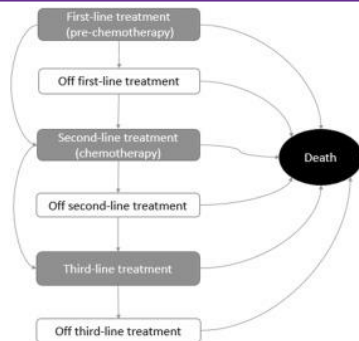 First-line treatment
(pre-chemotherapy)
Off first-line treatment
Second-line treatment
(chemotherapy)
Death
Off second-line treatment
Third-line treatment
Off third-line treatment